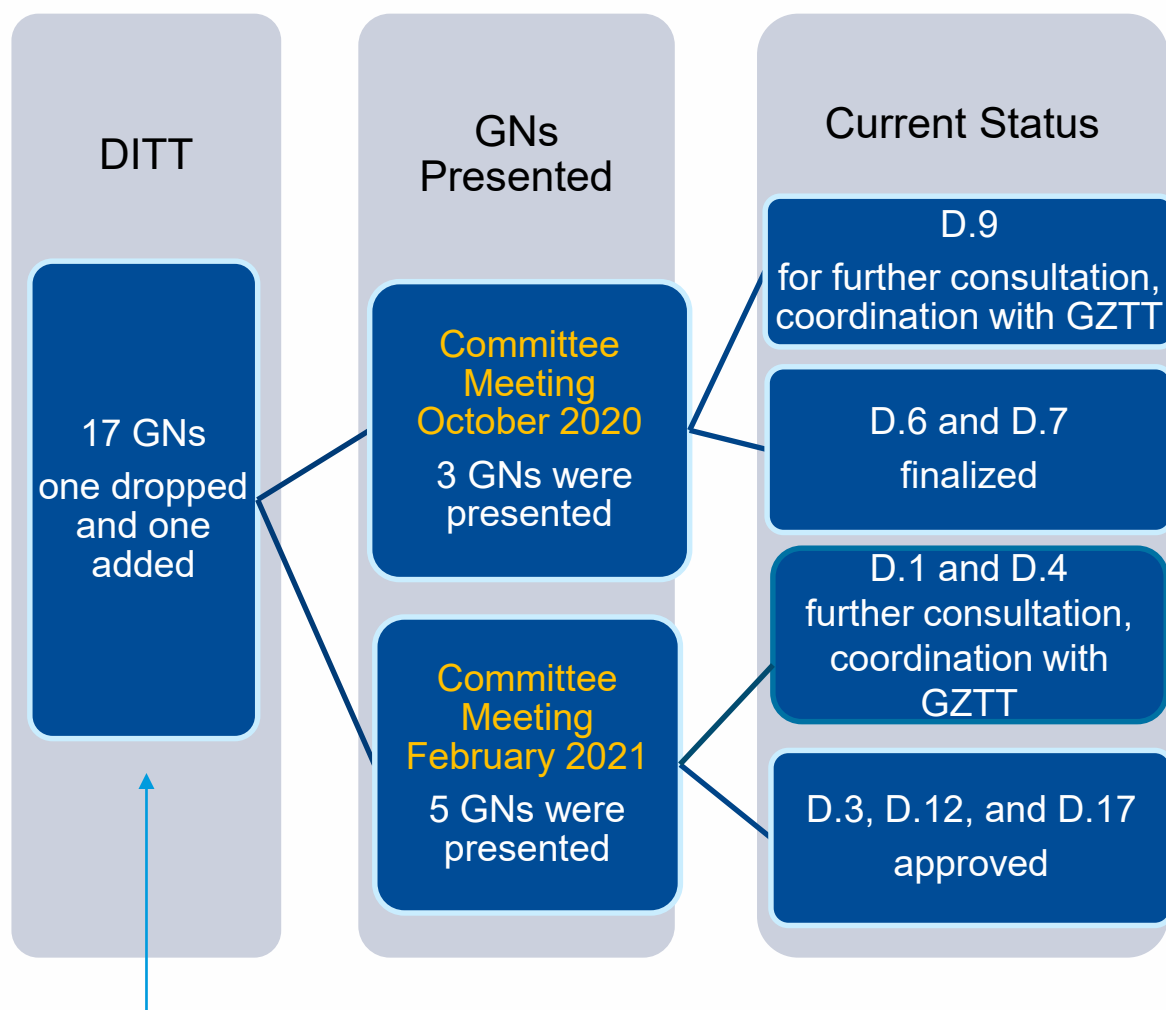 DITT
17 GNs
one dropped
and one
added
GNs
Presented
Committee
Meeting
October 2020
3 GNs were
presented
Committee
Meeting
February 2021
5 GNs were
presented
Current Status
D.9
for further consultation,
coordination with GZTT
D.6 and D.7
finalized
D.1 and D.4
further consultation,
coordination with
GZTT
D.3, D.12, and D.17
approved